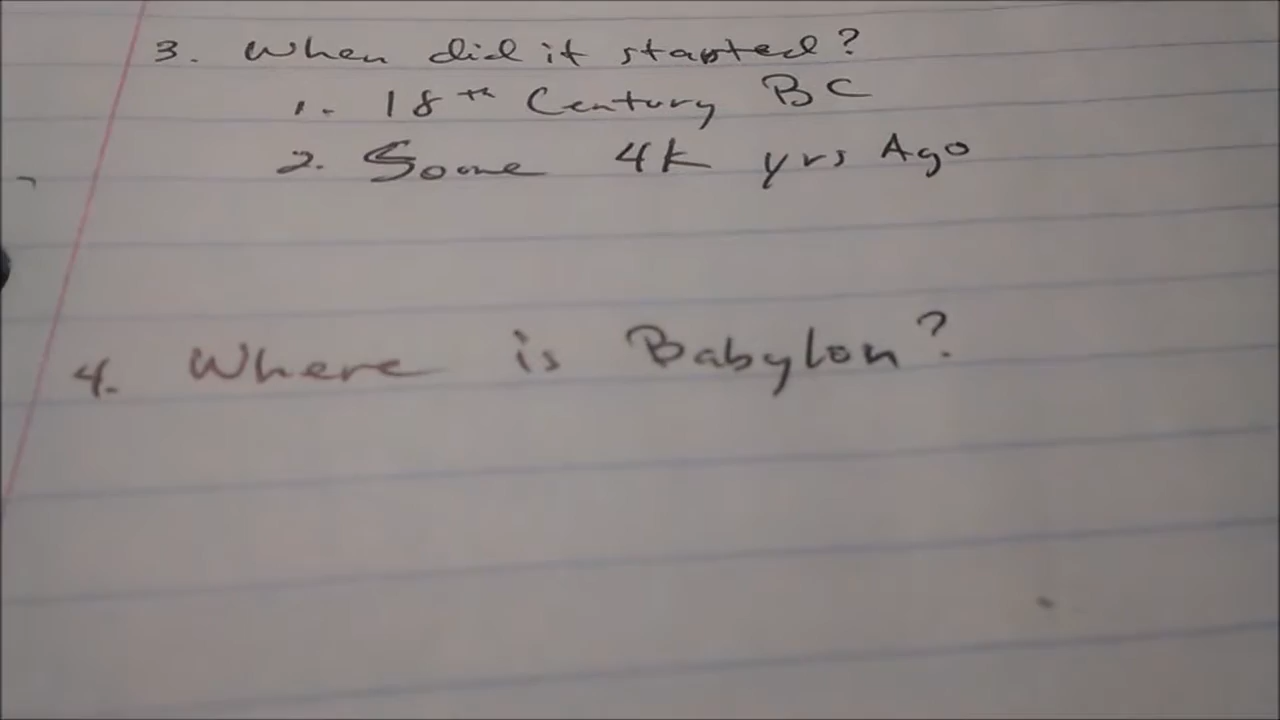 3. When did it started?
1. 18th Century BC
2. Some 4K yrs Ago
4. Where is Babylon?